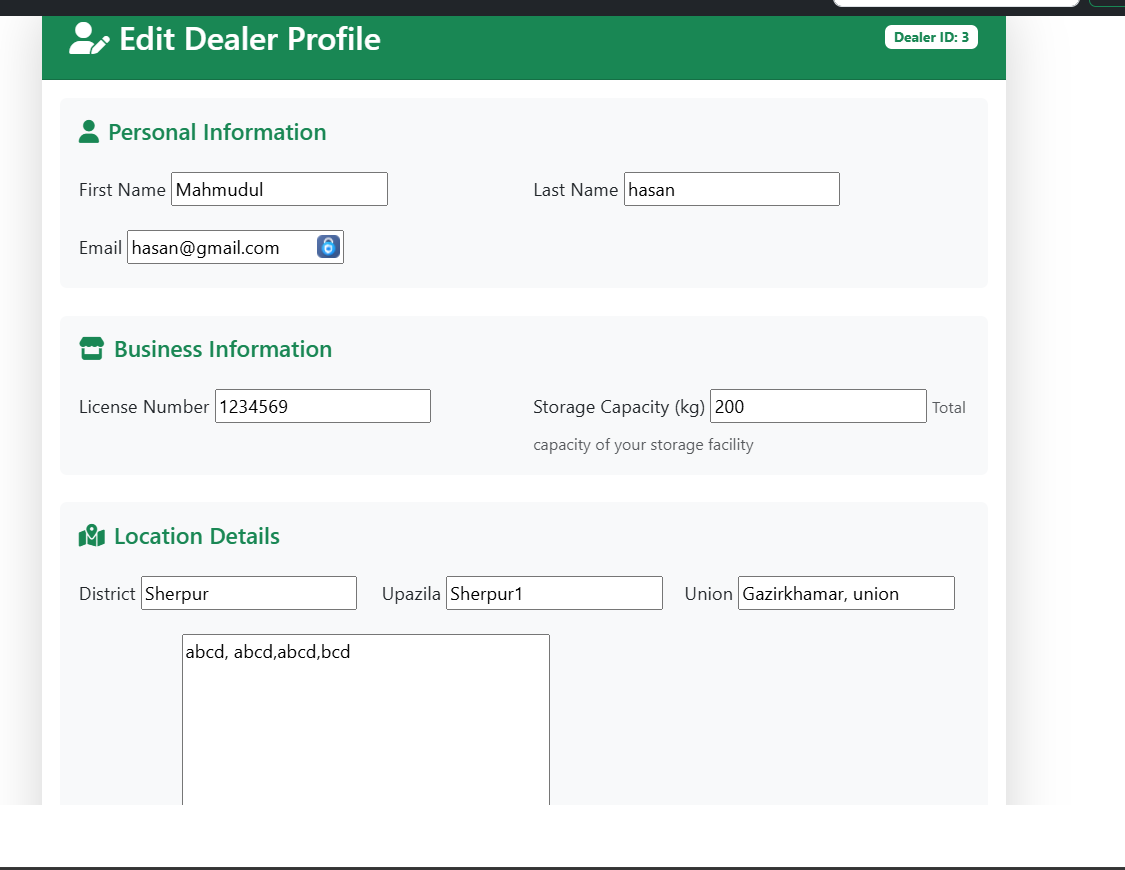 Edit Dealer Profile
Dealer ID: 3
Personal Information
First Name Mahmudul
Last Name hasan
Email hasan@gmail.com
Business Information
License Number 1234569
Storage Capacity (kg) 200 Total
capacity of your storage facility
Location Details
District Sherpur
Upazila Sherpur1
Union Gazirkhamar, union
abcd, abcd,abcd,bcd